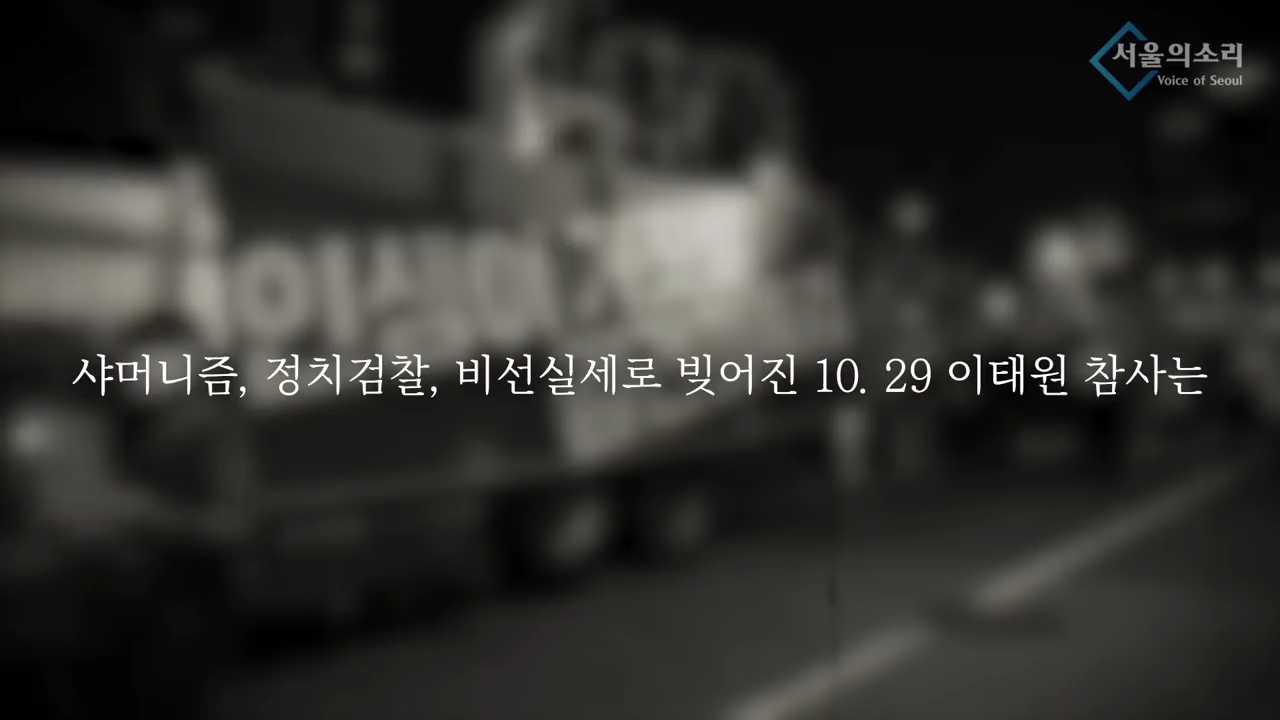 서울의소리
Voice of Seoul
샤머니즘, 정치검찰, 비선실세로 빚어진 10. 29 이태원 참사는